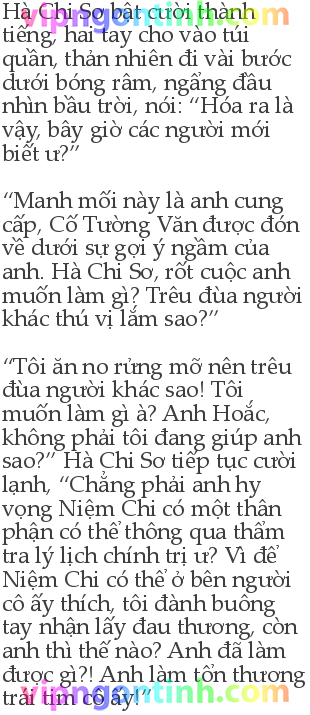 Hà Chi Sơ bật cười thành
tiếng, hai tay cho vào túi
quần, thản nhiên đi vài bước
dưới bóng râm, ngẩng đầu
nhìn bầu trời, nói: “Hóa ra là
vậy, bây giờ các người mới
biết ư?”
“Manh mối này là anh cung
cấp, Cố Tường Văn được đón
về dưới sự gợi ý ngầm của
anh. Hà Chi Sơ, rốt cuộc anh
muốn làm gì? Trêu đùa người
khác thú vị lắm sao?”
“Tôi ăn no rửng mỡ nên trêu
đùa người khác sao! Tôi
muốn làm gì à? Anh Hoắc,
không phải tôi đang giúp anh
sao?” Hà Chi Sơ tiếp tục cười
lạnh, “Chẳng phải anh hy
vọng Niệm Chi có một thân
phận có thể thông qua thẩm
tra lý lịch chính trị ư? Vì để
Niệm Chi có thể ở bên người
cô ấy thích, tôi đành buông
tay nhận lấy đau thương, còn
anh thì thế nào? Anh đã làm
được gì?! Anh làm tổn thương
trái tim cô ấy!”
vipngontinh.com
vipngontinh.com